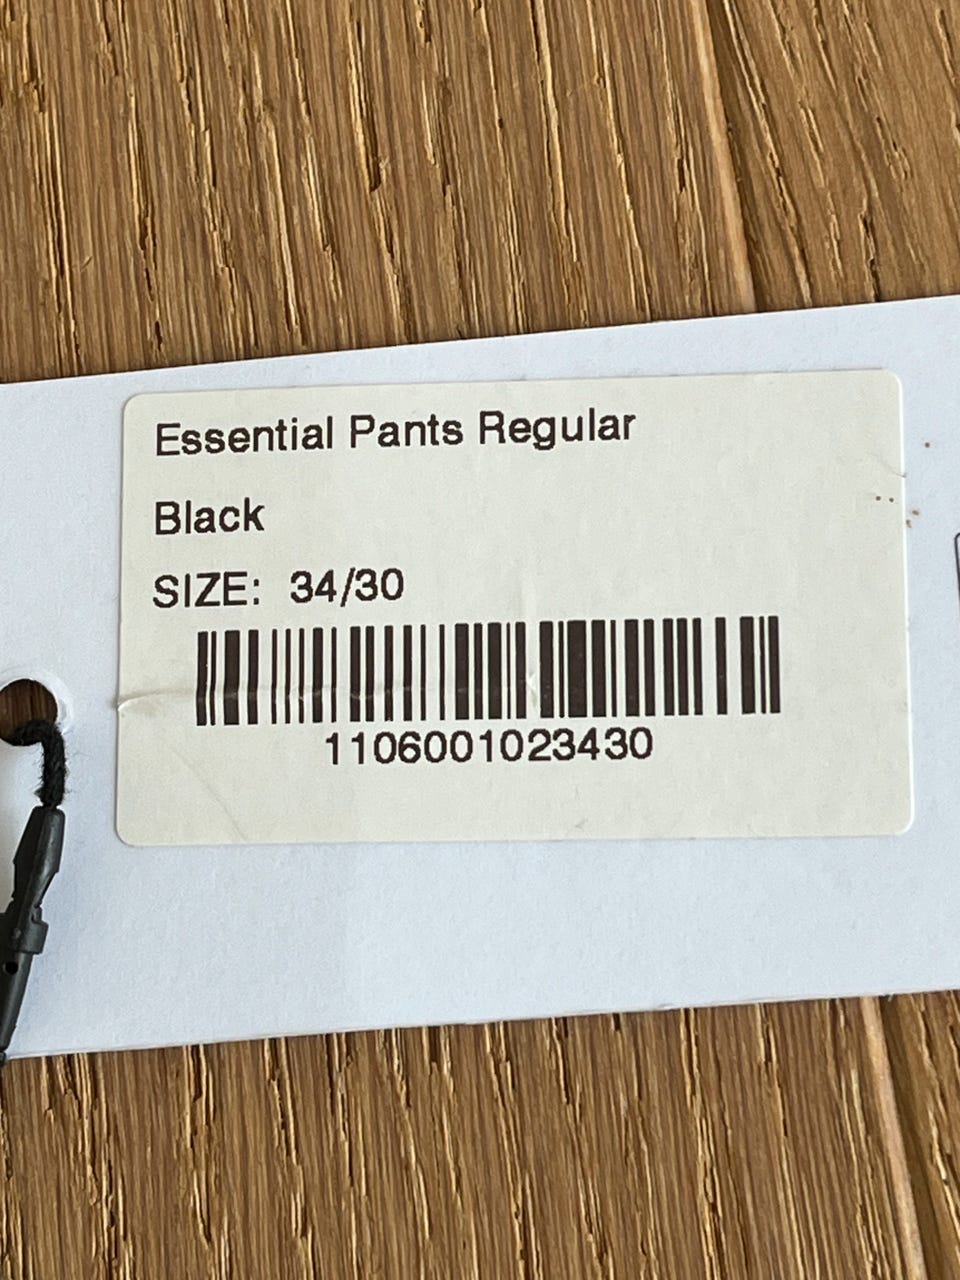 Essential Pants Regular
Black
SIZE: 34/30
1106001023430